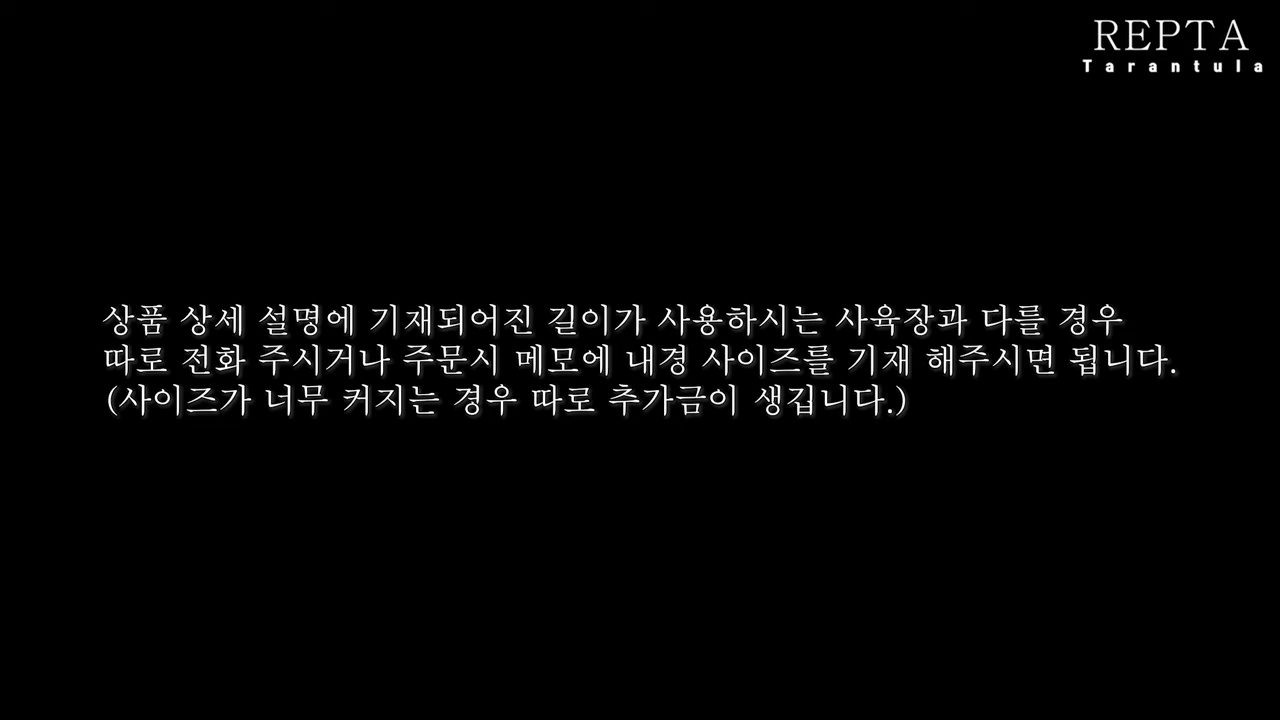 REPTA
Tarantula
상품 상세 설명에 기재되어진 길이가 사용하시는 사육장과 다를 경우
따로 전화 주시거나 주문시 메모에 내경 사이즈를 기재 해주시면 됩니다.
(사이즈가 너무 커지는 경우 따로 추가금이 생깁니다.)